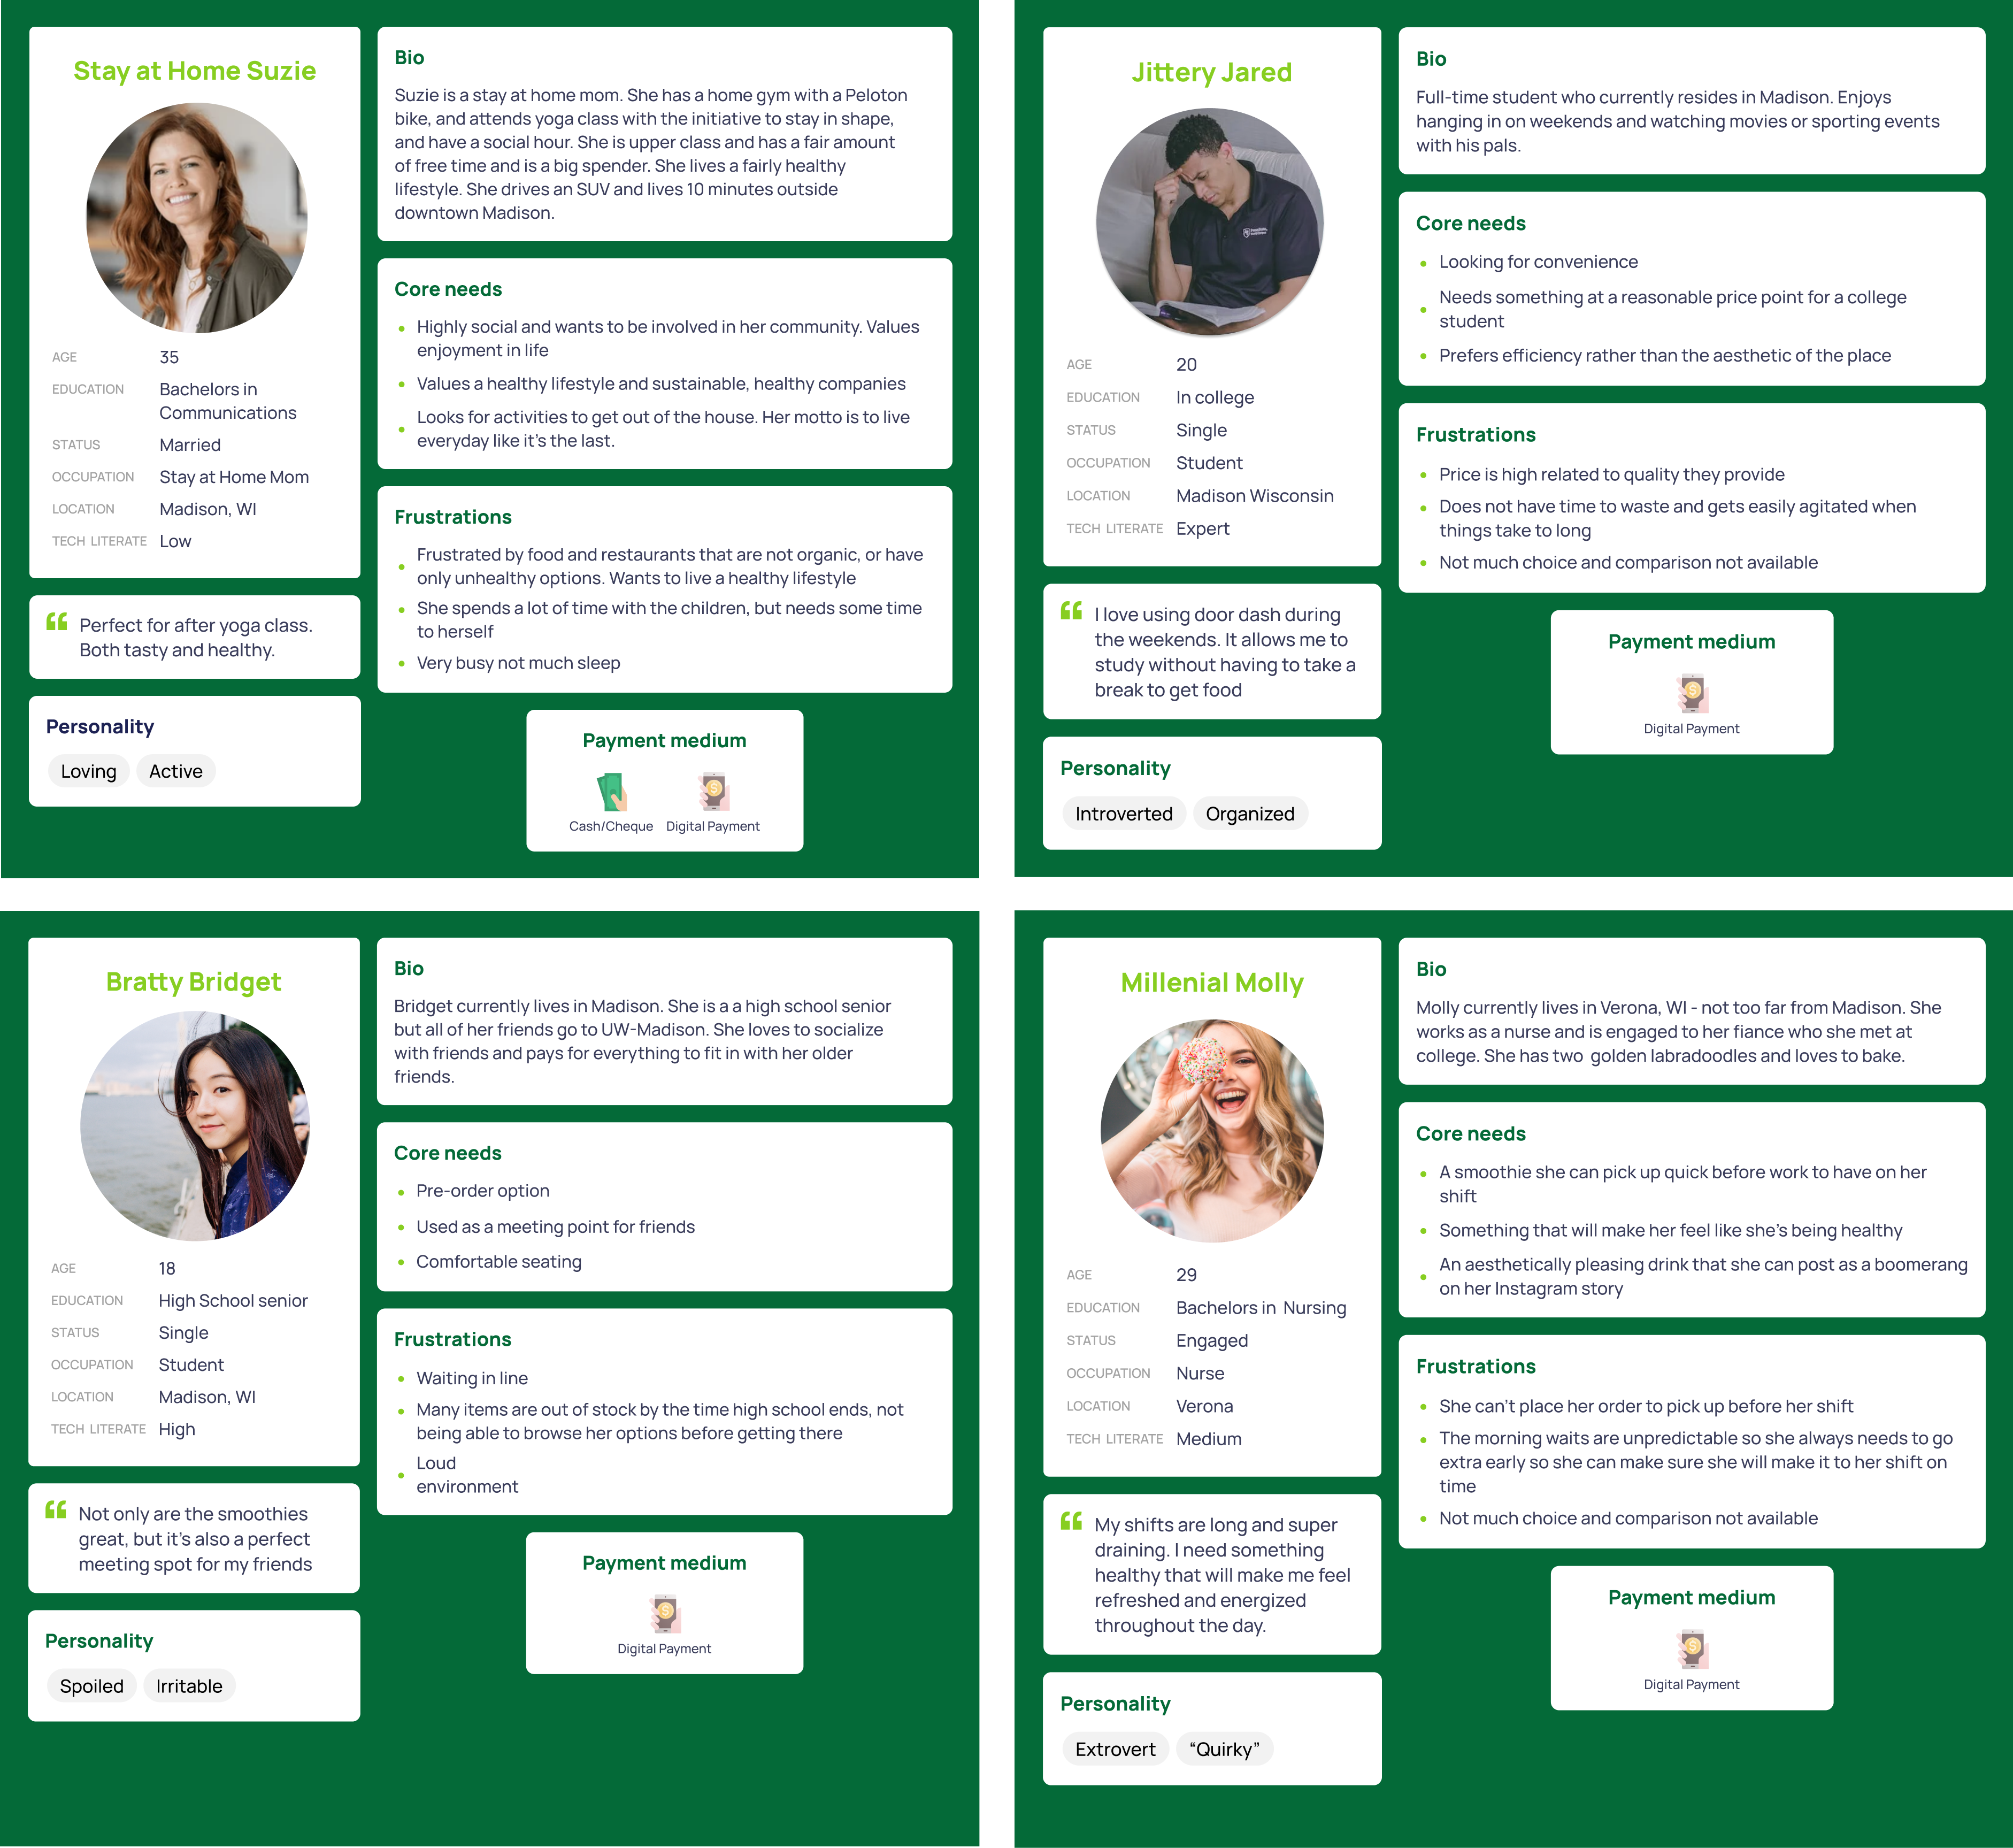 Stay at Home Suzie
AGE 35
EDUCATION Bachelors in
Communications
STATUS Married
OCCUPATION Stay at Home Mom
LOCATION Madison, WI
TECH LITERATE Low
“ Perfect for after yoga class.
Both tasty and healthy.
Personality
Loving Active
Bio
Suzie is a stay at home mom. She has a home gym with a Peloton
bike, and attends yoga class with the initiative to stay in shape,
and have a social hour. She is upper class and has a fair amount
of free time and is a big spender. She lives a fairly healthy
lifestyle. She drives an SUV and lives 10 minutes outside
downtown Madison.
Core needs
• Highly social and wants to be involved in her community. Values
enjoyment in life
• Values a healthy lifestyle and sustainable, healthy companies
• Looks for activities to get out of the house. Her motto is to live
everyday like it's the last.
Frustrations
• Frustrated by food and restaurants that are not organic, or have
only unhealthy options. Wants to live a healthy lifestyle
• She spends a lot of time with the children, but needs some time
to herself
• Very busy not much sleep
Payment medium
Cash/Cheque Digital Payment
Jittery Jared
AGE 20
EDUCATION In college
STATUS Single
OCCUPATION Student
LOCATION Madison Wisconsin
TECH LITERATE Expert
“ I love using door dash during
the weekends. It allows me to
study without having to take a
break to get food
Personality
Introverted Organized
Bio
Full-time student who currently resides in Madison. Enjoys
hanging in on weekends and watching movies or sporting events
with his pals.
Core needs
• Looking for convenience
• Needs something at a reasonable price point for a college
student
• Prefers efficiency rather than the aesthetic of the place
Frustrations
• Price is high related to quality they provide
• Does not have time to waste and gets easily agitated when
things take to long
• Not much choice and comparison not available
Payment medium
Digital Payment
Bratty Bridget
AGE 18
EDUCATION High School senior
STATUS Single
OCCUPATION Student
LOCATION Madison, WI
TECH LITERATE High
“ Not only are the smoothies
great, but it's also a perfect
meeting spot for my friends
Personality
Spoiled Irritable
Bio
Bridget currently lives in Madison. She is a a high school senior
but all of her friends go to UW-Madison. She loves to socialize
with friends and pays for everything to fit in with her older
friends.
Core needs
• Pre-order option
• Used as a meeting point for friends
• Comfortable seating
Frustrations
• Waiting in line
• Many items are out of stock by the time high school ends, not
being able to browse her options before getting there
• Loud
environment
Payment medium
Digital Payment
Millenial Molly
AGE 29
EDUCATION Bachelors in Nursing
STATUS Engaged
OCCUPATION Nurse
LOCATION Verona
TECH LITERATE Medium
“ My shifts are long and super
draining. I need something
healthy that will make me feel
refreshed and energized
throughout the day.
Personality
Extrovert “Quirky”
Bio
Molly currently lives in Verona, WI - not too far from Madison. She
works as a nurse and is engaged to her fiance who she met at
college. She has two golden labradoodles and loves to bake.
Core needs
• A smoothie she can pick up quick before work to have on her
shift
• Something that will make her feel like she's being healthy
• An aesthetically pleasing drink that she can post as a boomerang
on her Instagram story
Frustrations
• She can't place her order to pick up before her shift
• The morning waits are unpredictable so she always needs to go
extra early so she can make sure she will make it to her shift on
time
• Not much choice and comparison not available
Payment medium
Digital Payment